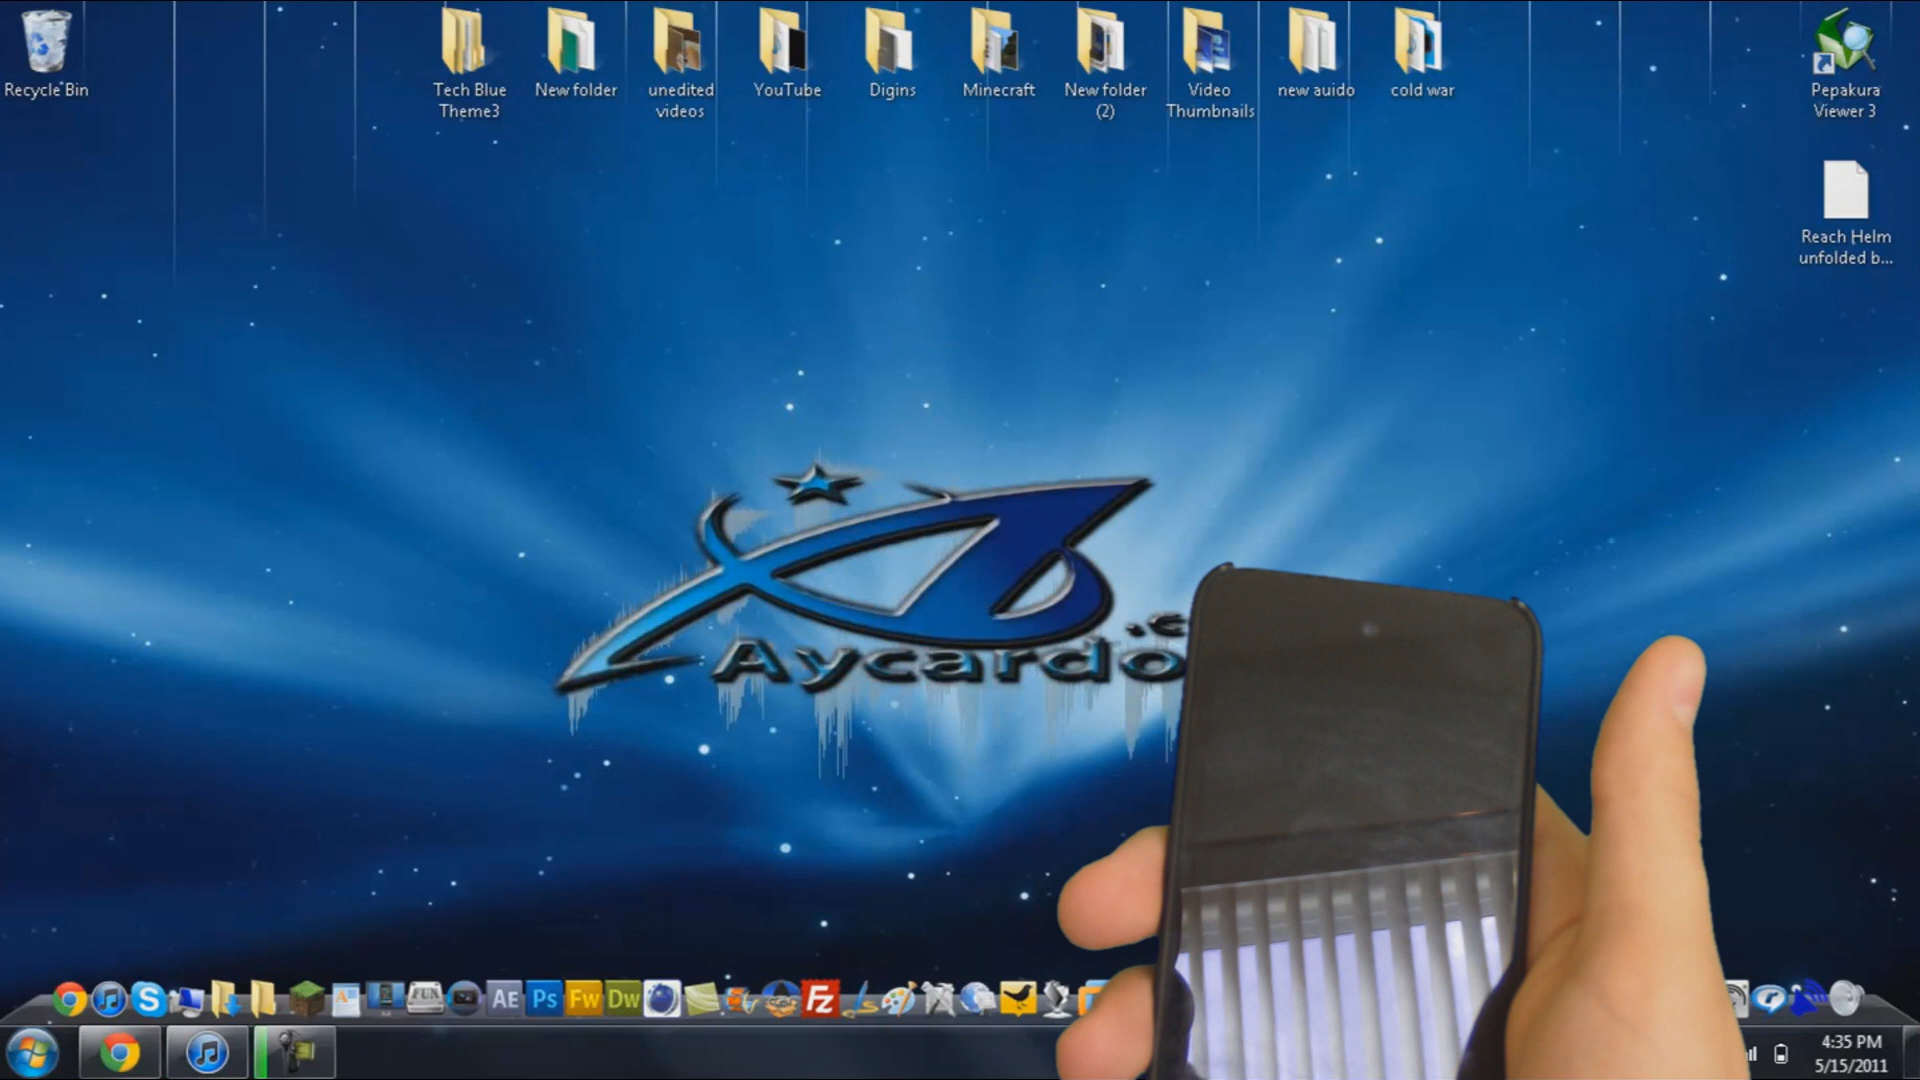 Recycle Bin
Tech Blue
Theme3
New folder
unedited
videos
YouTube
Digins
Minecraft
New folder
(2)
Video
Thumbnails
new auido
cold war
Pepakura
Viewer 3
Reach Helm
unfolded b...
.c
Aycardo
FUN
AE
Ps
Fw
Dw
Fz
4:35 PM
5/15/2011